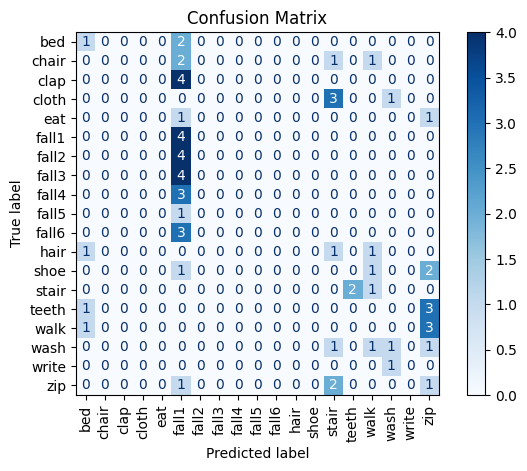 Confusion Matrix
True label
bed 1 0 0 0 0 2 0 0 0 0 0 0 0 0 0 0 0 0 0
chair 0 0 0 0 0 2 0 0 0 0 0 0 0 1 0 1 0 0 0
clap 0 0 0 0 0 4 0 0 0 0 0 0 0 0 0 0 0 0 0
cloth 0 0 0 0 0 0 0 0 0 0 0 0 0 3 0 0 1 0 0
eat 0 0 0 0 0 1 0 0 0 0 0 0 0 0 0 0 0 0 1
fall1 0 0 0 0 0 4 0 0 0 0 0 0 0 0 0 0 0 0 0
fall2 0 0 0 0 0 4 0 0 0 0 0 0 0 0 0 0 0 0 0
fall3 0 0 0 0 0 4 0 0 0 0 0 0 0 0 0 0 0 0 0
fall4 0 0 0 0 0 3 0 0 0 0 0 0 0 0 0 0 0 0 0
fall5 0 0 0 0 0 1 0 0 0 0 0 0 0 0 0 0 0 0 0
fall6 0 0 0 0 0 3 0 0 0 0 0 0 0 0 0 0 0 0 0
hair 1 0 0 0 0 0 0 0 0 0 0 0 0 1 0 1 0 0 0
shoe 0 0 0 0 0 1 0 0 0 0 0 0 0 0 0 1 0 0 2
stair 0 0 0 0 0 0 0 0 0 0 0 0 0 0 2 1 0 0 0
teeth 1 0 0 0 0 0 0 0 0 0 0 0 0 0 0 0 0 0 3
walk 1 0 0 0 0 0 0 0 0 0 0 0 0 0 0 0 0 0 3
wash 0 0 0 0 0 0 0 0 0 0 0 0 0 1 0 1 1 0 1
write 0 0 0 0 0 0 0 0 0 0 0 0 0 0 0 0 1 0 0
zip 0 0 0 0 0 1 0 0 0 0 0 0 0 2 0 0 0 0 1
bed chair clap cloth eat fall1 fall2 fall3 fall4 fall5 fall6 hair shoe stair teeth walk wash write zip
Predicted label
4.0
3.5
3.0
2.5
2.0
1.5
1.0
0.5
0.0